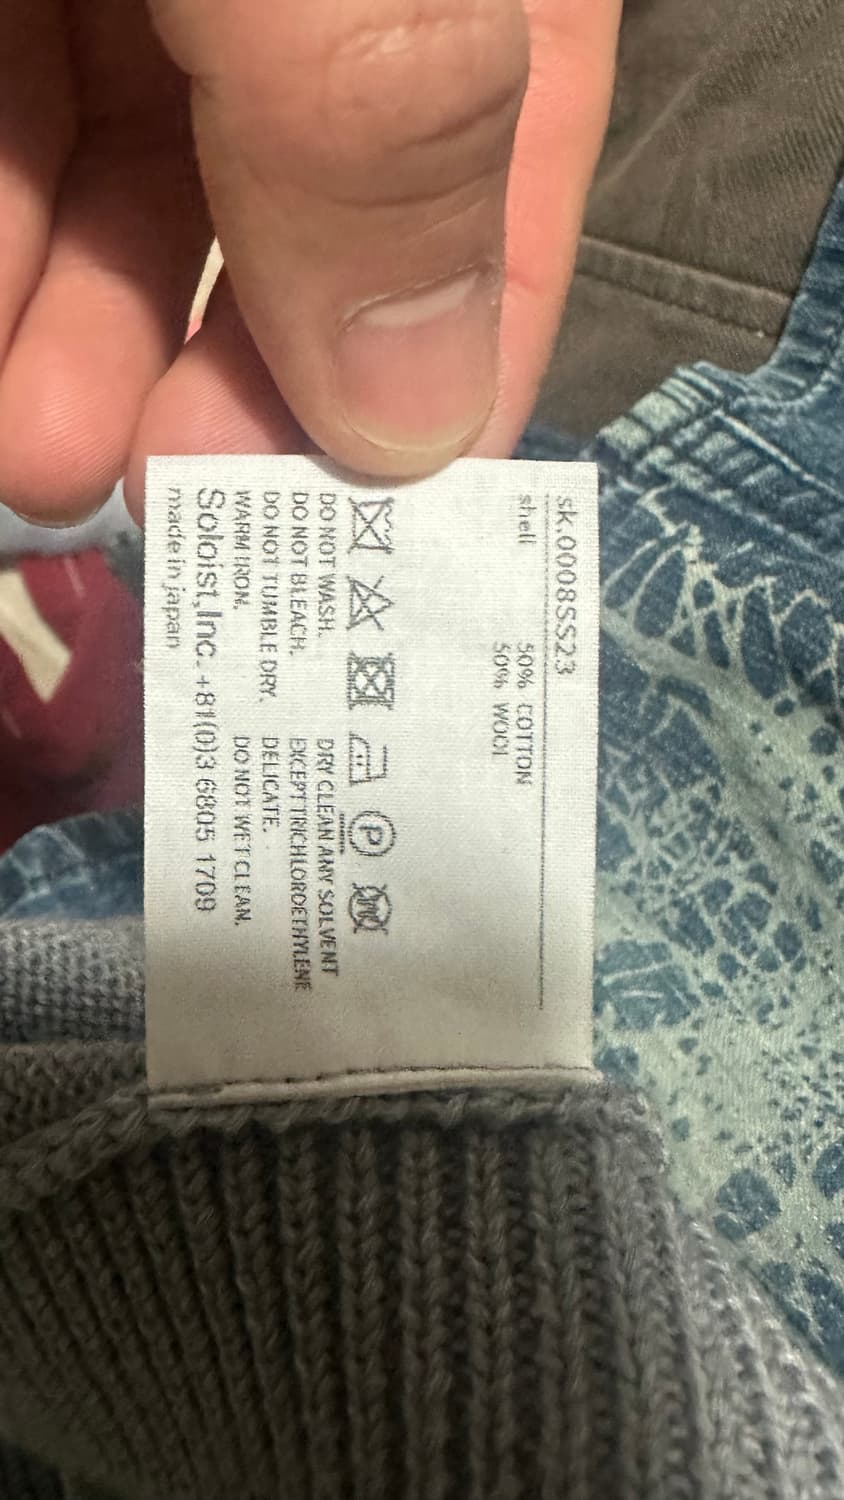 sk.0008SS23
shell
50% COTTON
50% WOOL
P
DO NOT WASH.
DO NOT BLEACH.
DO NOT TUMBLE DRY.
WARM IRON.
DRY CLEAN ANY SOLVENT
EXCEPT TRICHLOROETHYLENE
DELICATE.
DO NOT WET CLEAN.
Soloist,Inc. +81(0)3 6805 1709
made in japan